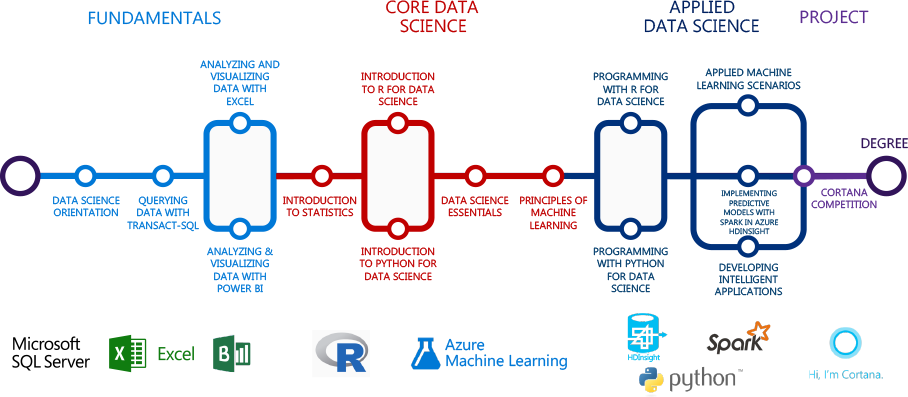 FUNDAMENTALS
CORE DATA
SCIENCE
APPLIED
DATA SCIENCE
PROJECT
ANALYZING AND
VISUALIZING
DATA WITH
EXCEL
INTRODUCTION
TO R FOR DATA
SCIENCE
PROGRAMMING
WITH R FOR
DATA SCIENCE
APPLIED MACHINE
LEARNING SCENARIOS
DEGREE
DATA SCIENCE
ORIENTATION
QUERYING
DATA WITH
TRANSACT-SQL
INTRODUCTION
TO STATISTICS
DATA SCIENCE
ESSENTIALS
PRINCIPLES OF
MACHINE
LEARNING
IMPLEMENTING
PREDICTIVE
MODELS WITH
SPARK IN AZURE
HDINSIGHT
CORTANA
COMPETITION
ANALYZING &
VISUALIZING
DATA WITH
POWER BI
INTRODUCTION
TO PYTHON FOR
DATA SCIENCE
PROGRAMMING
WITH PYTHON
FOR DATA
SCIENCE
DEVELOPING
INTELLIGENT
APPLICATIONS
Microsoft
SQL Server
X
Excel
B
R
Azure
Machine Learning
HDInsight
Spark
python™
Hi, I'm Cortana.